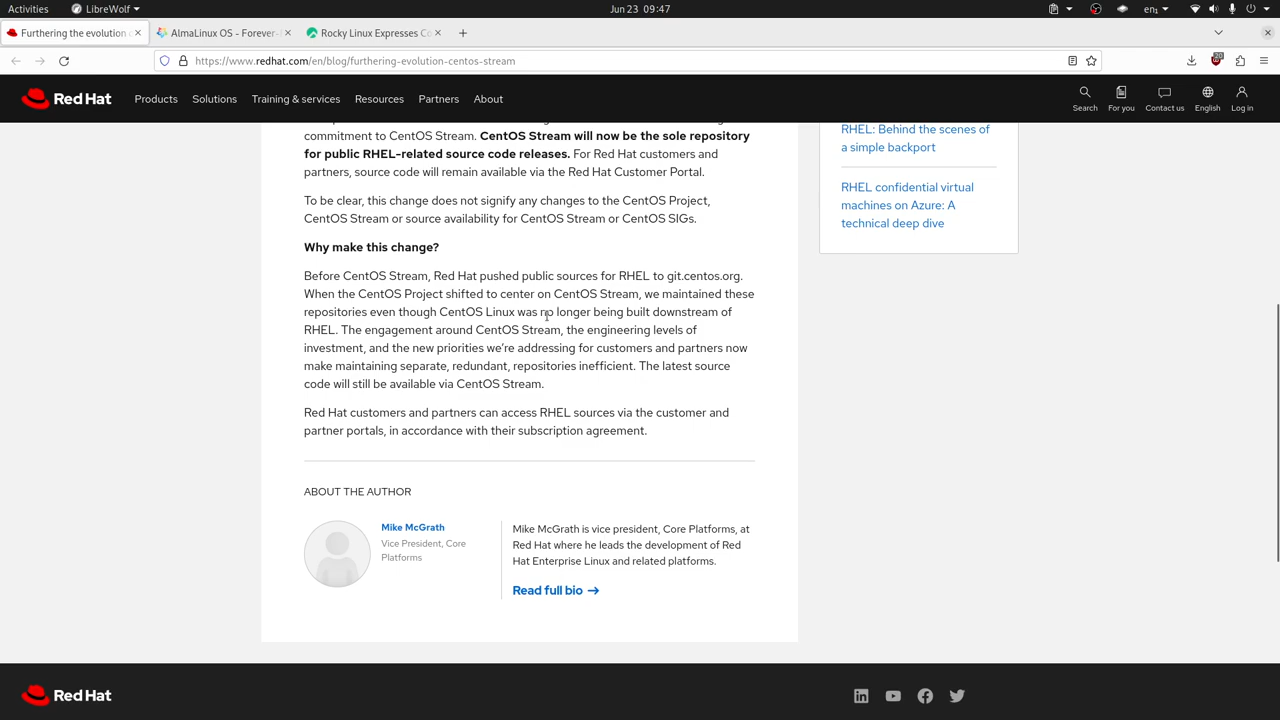 Activities
LibreWolf
Jun 23 09:47
en₁
Furthering the evolution
AlmaLinux OS - Forever-
Rocky Linux Expresses Co
https://www.redhat.com/en/blog/furthering-evolution-centos-stream
Red Hat
Products
Solutions
Training & services
Resources
Partners
About
Search
For you
Contact us
English
Log in
commitment to CentOS Stream. CentOS Stream will now be the sole repository
for public RHEL-related source code releases. For Red Hat customers and
partners, source code will remain available via the Red Hat Customer Portal.
To be clear, this change does not signify any changes to the CentOS Project,
CentOS Stream or source availability for CentOS Stream or CentOS SIGs.
Why make this change?
Before CentOS Stream, Red Hat pushed public sources for RHEL to git.centos.org.
When the CentOS Project shifted to center on CentOS Stream, we maintained these
repositories even though CentOS Linux was no longer being built downstream of
RHEL. The engagement around CentOS Stream, the engineering levels of
investment, and the new priorities we’re addressing for customers and partners now
make maintaining separate, redundant, repositories inefficient. The latest source
code will still be available via CentOS Stream.
Red Hat customers and partners can access RHEL sources via the customer and
partner portals, in accordance with their subscription agreement.
ABOUT THE AUTHOR
Mike McGrath
Vice President, Core
Platforms
Mike McGrath is vice president, Core Platforms, at
Red Hat where he leads the development of Red
Hat Enterprise Linux and related platforms.
Read full bio →
RHEL: Behind the scenes of
a simple backport
RHEL confidential virtual
machines on Azure: A
technical deep dive
Red Hat